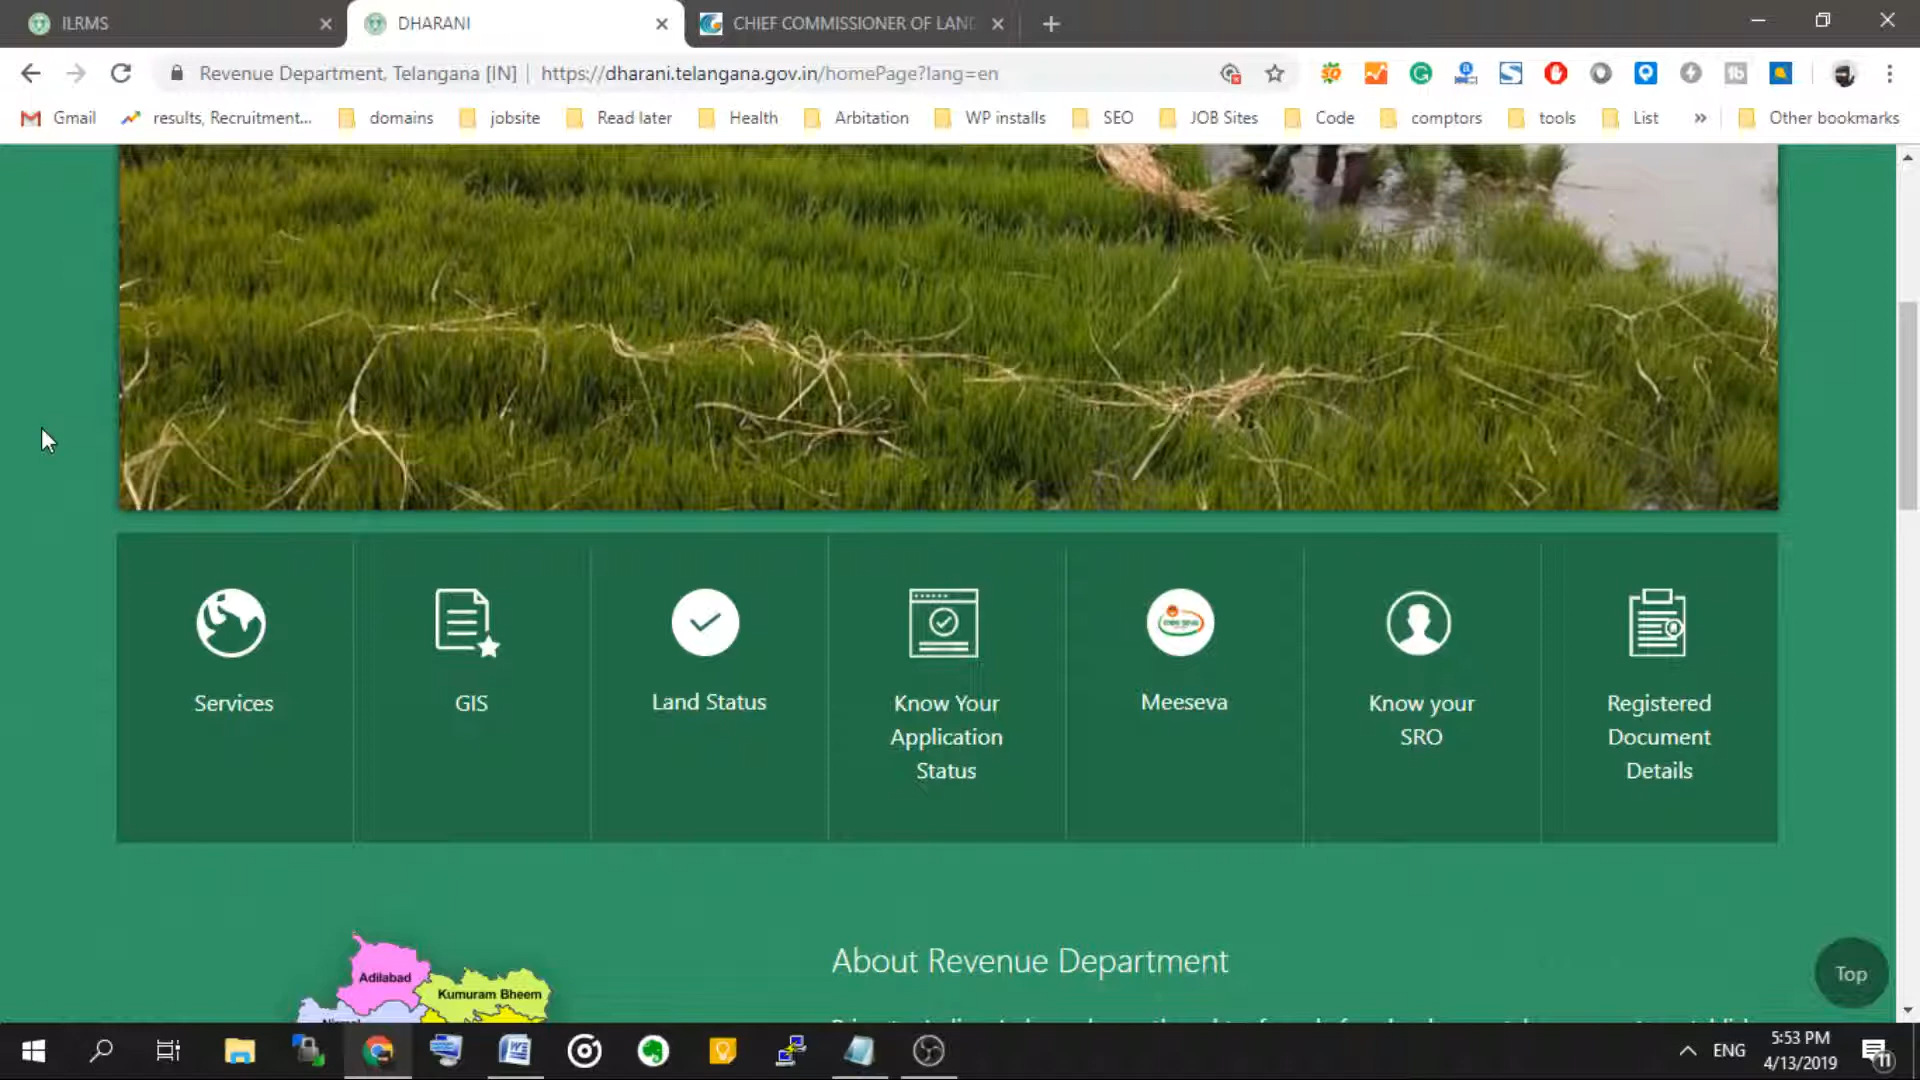 ILRMS
DHARANI
CHIEF COMMISSIONER OF LAN
Revenue Department, Telangana [IN] https://dharani.telangana.gov.in/homePage?lang=en
Gmail results, Recruitment... domains jobsite Read later Health Arbitation WP installs SEO JOB Sites Code comptors tools List » Other bookmarks
Services
GIS
Land Status
Know Your
Application
Status
Meeseva
Know your
SRO
Registered
Document
Details
Adilabad
Kumuram Bheem
About Revenue Department
Top
ENG
5:53 PM
4/13/2019
11